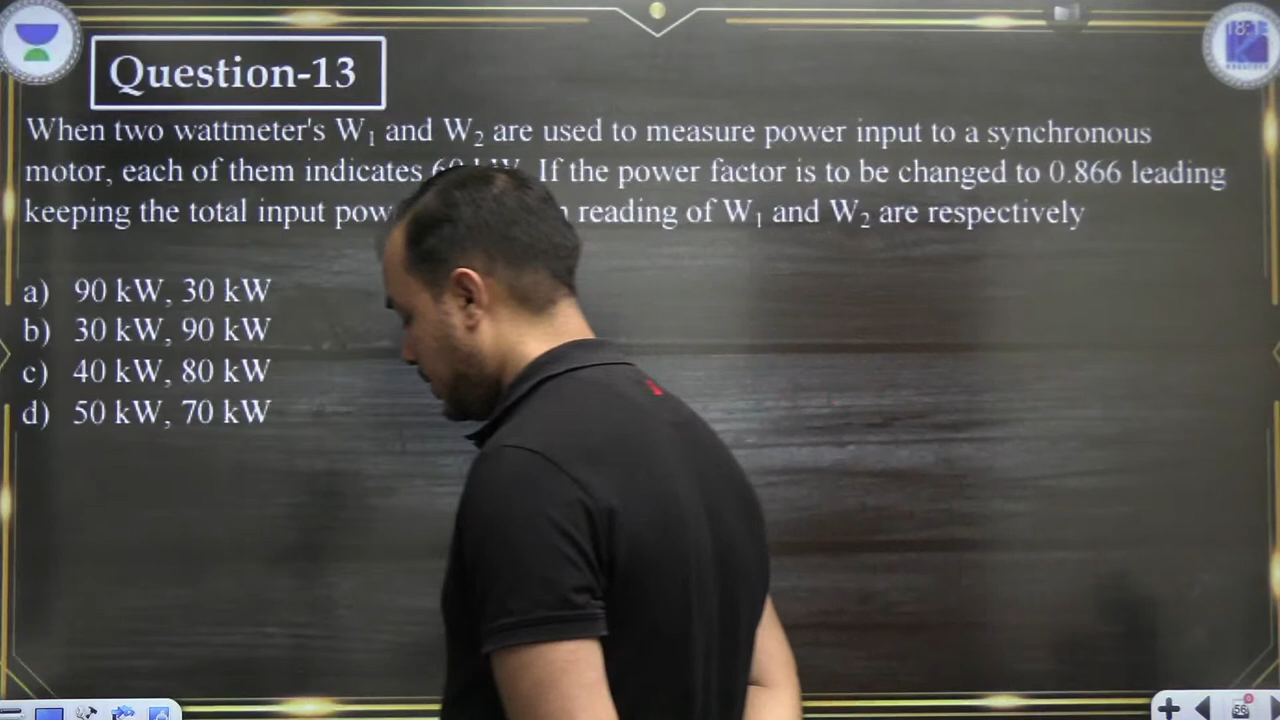 Question-13
When two wattmeter's W₁ and W₂ are used to measure power input to a synchronous
motor, each of them indicates If the power factor is to be changed to 0.866 leading
keeping the total input reading of W₁ and W₂ are respectively
a) 90 kW, 30 kW
b) 30 kW, 90 kW
c) 40 kW, 80 kW
d) 50 kW, 70 kW
18:13
56